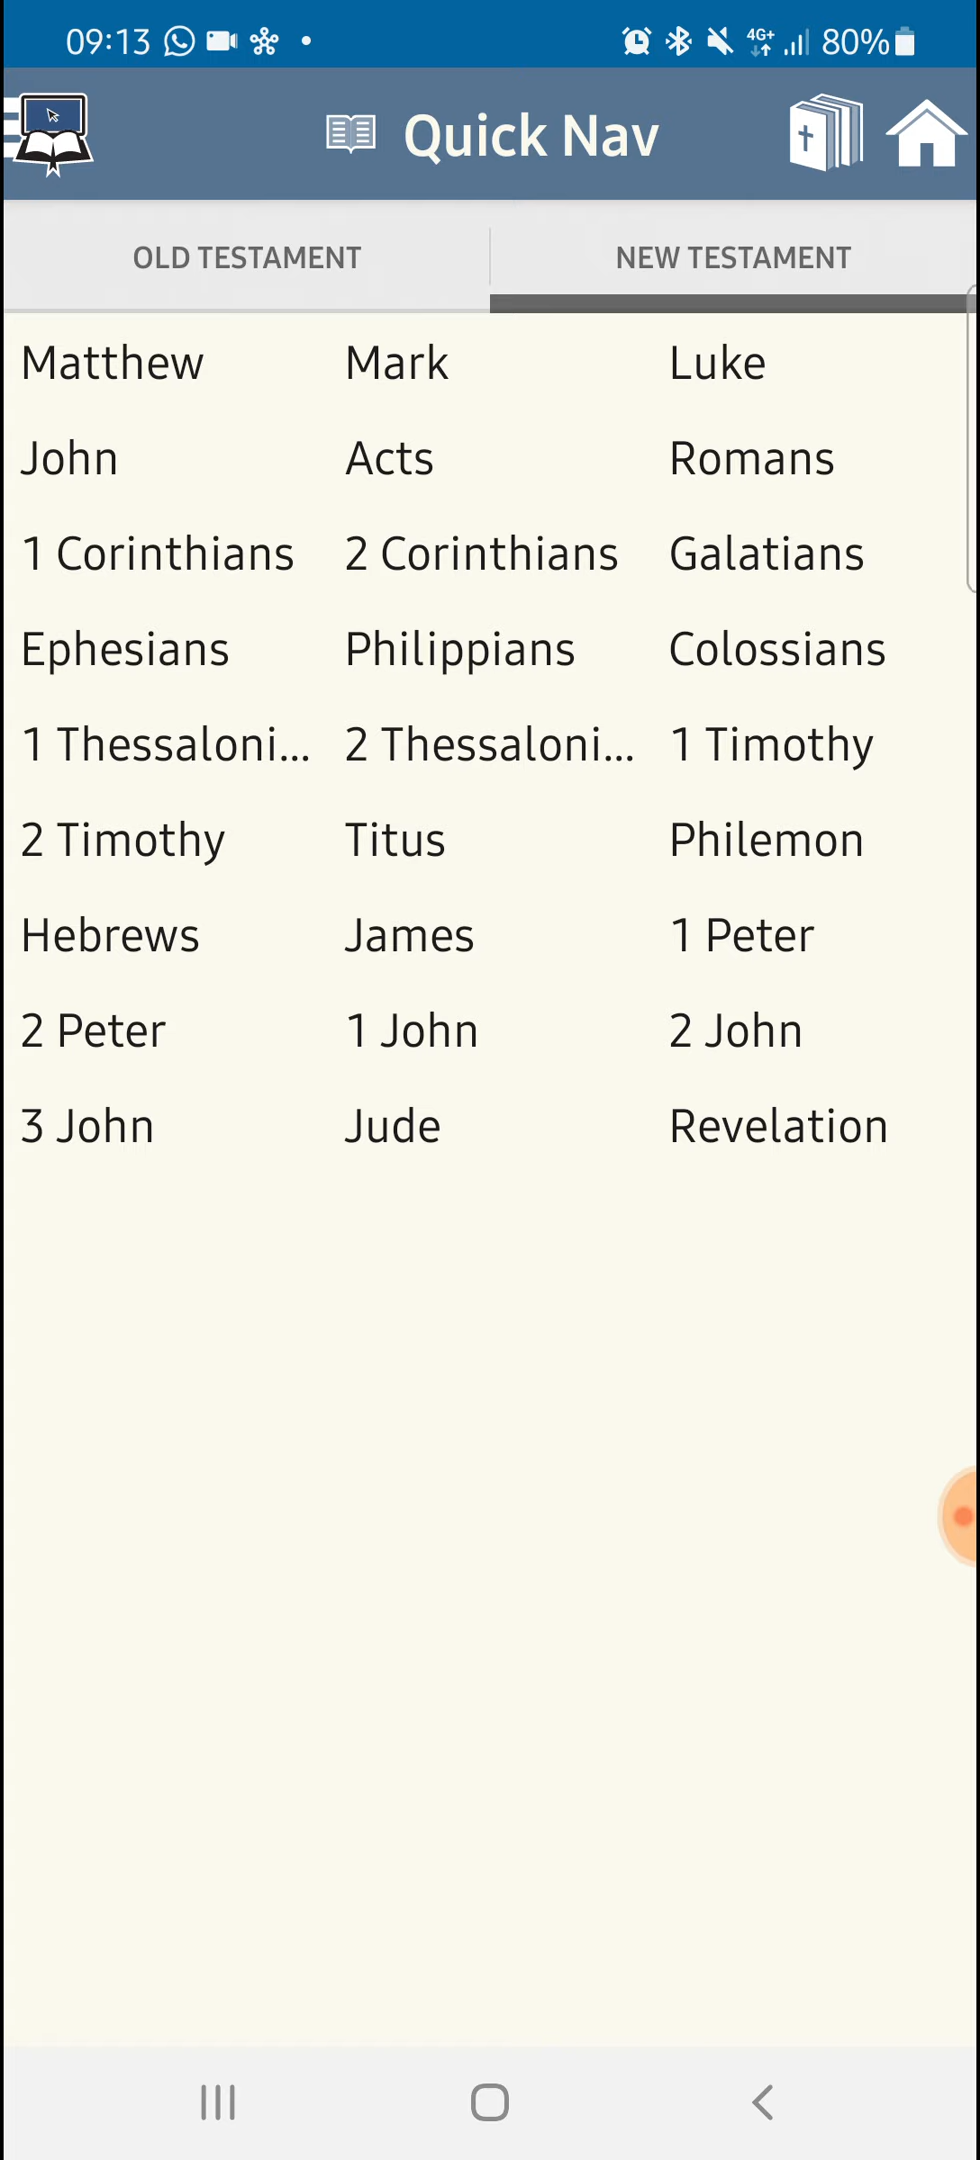 09:13 4G+ 80%
Quick Nav
OLD TESTAMENT NEW TESTAMENT
Matthew Mark Luke
John Acts Romans
1 Corinthians 2 Corinthians Galatians
Ephesians Philippians Colossians
1 Thessaloni... 2 Thessaloni... 1 Timothy
2 Timothy Titus Philemon
Hebrews James 1 Peter
2 Peter 1 John 2 John
3 John Jude Revelation